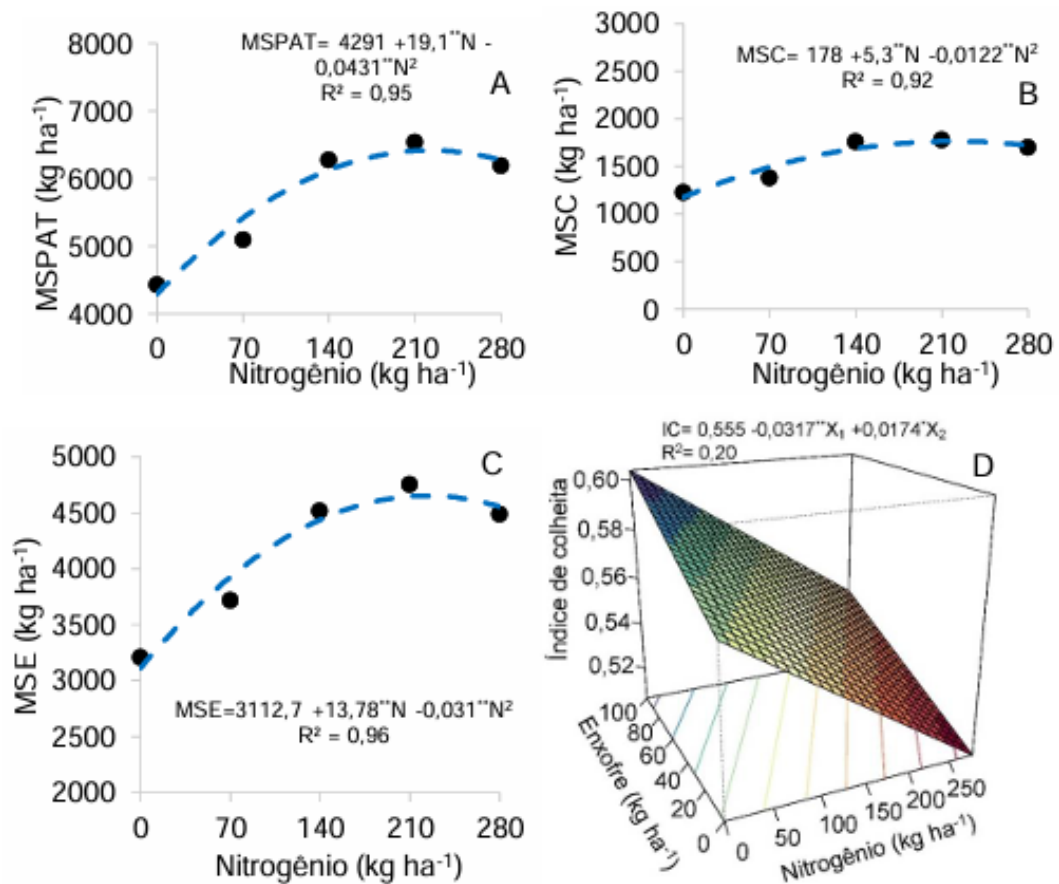 8000
7000
6000
5000
4000
MSPAT (kg ha⁻¹)
MSPAT= 4291 +19,1**N -
0,0431**N²
R² = 0,95
A
0 70 140 210 280
Nitrogênio (kg ha⁻¹)
3000
2500
2000
1500
1000
500
0
MSC (kg ha⁻¹)
MSC= 178 +5,3**N -0,0122**N²
R² = 0,92
B
0 70 140 210 280
Nitrogênio (kg ha⁻¹)
5000
4500
4000
3500
3000
2500
2000
MSE (kg ha⁻¹)
C
MSE=3112,7 +13,78**N -0,031**N²
R² = 0,96
0 70 140 210 280
Nitrogênio (kg ha⁻¹)
IC= 0,555 -0,0317**X₁ +0,0174*X₂
R²= 0,20
D
0,60
0,58
0,56
0,54
0,52
Índice de colheita
100
80
60
40
20
0
Enxofre (kg ha⁻¹)
0 50 100 150 200 250
Nitrogênio (kg ha⁻¹)